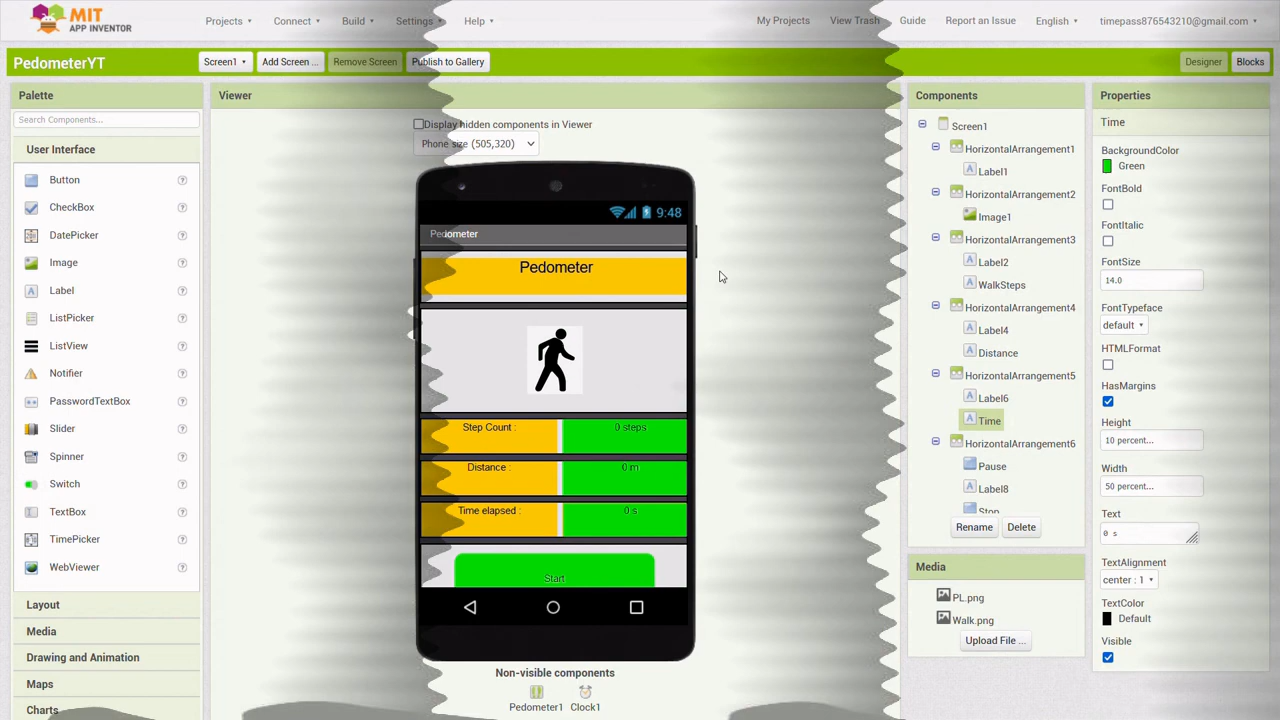 MIT
APP INVENTOR
Projects Connect Build Settings Help
My Projects View Trash Guide Report an Issue English timepass876543210@gmail.com
PedometerYT
Screen1 Add Screen ... Remove Screen Publish to Gallery
Designer Blocks
Palette
Search Components...
User Interface
Button
CheckBox
DatePicker
Image
Label
ListPicker
ListView
Notifier
PasswordTextBox
Slider
Spinner
Switch
TextBox
TimePicker
WebViewer
Layout
Media
Drawing and Animation
Maps
Charts
Viewer
Display hidden components in Viewer
Phone size (505,320)
9:48
Pedometer
Pedometer
Step Count : 0 steps
Distance : 0 m
Time elapsed : 0 s
Start
Non-visible components
Pedometer1 Clock1
Components
Screen1
HorizontalArrangement1
Label1
HorizontalArrangement2
Image1
HorizontalArrangement3
Label2
WalkSteps
HorizontalArrangement4
Label4
Distance
HorizontalArrangement5
Label6
Time
HorizontalArrangement6
Pause
Label8
Stop
Rename Delete
Media
PL.png
Walk.png
Upload File ...
Properties
Time
BackgroundColor
Green
FontBold
FontItalic
FontSize
14.0
FontTypeface
default
HTMLFormat
HasMargins
Height
10 percent...
Width
50 percent...
Text
0 s
TextAlignment
center : 1
TextColor
Default
Visible